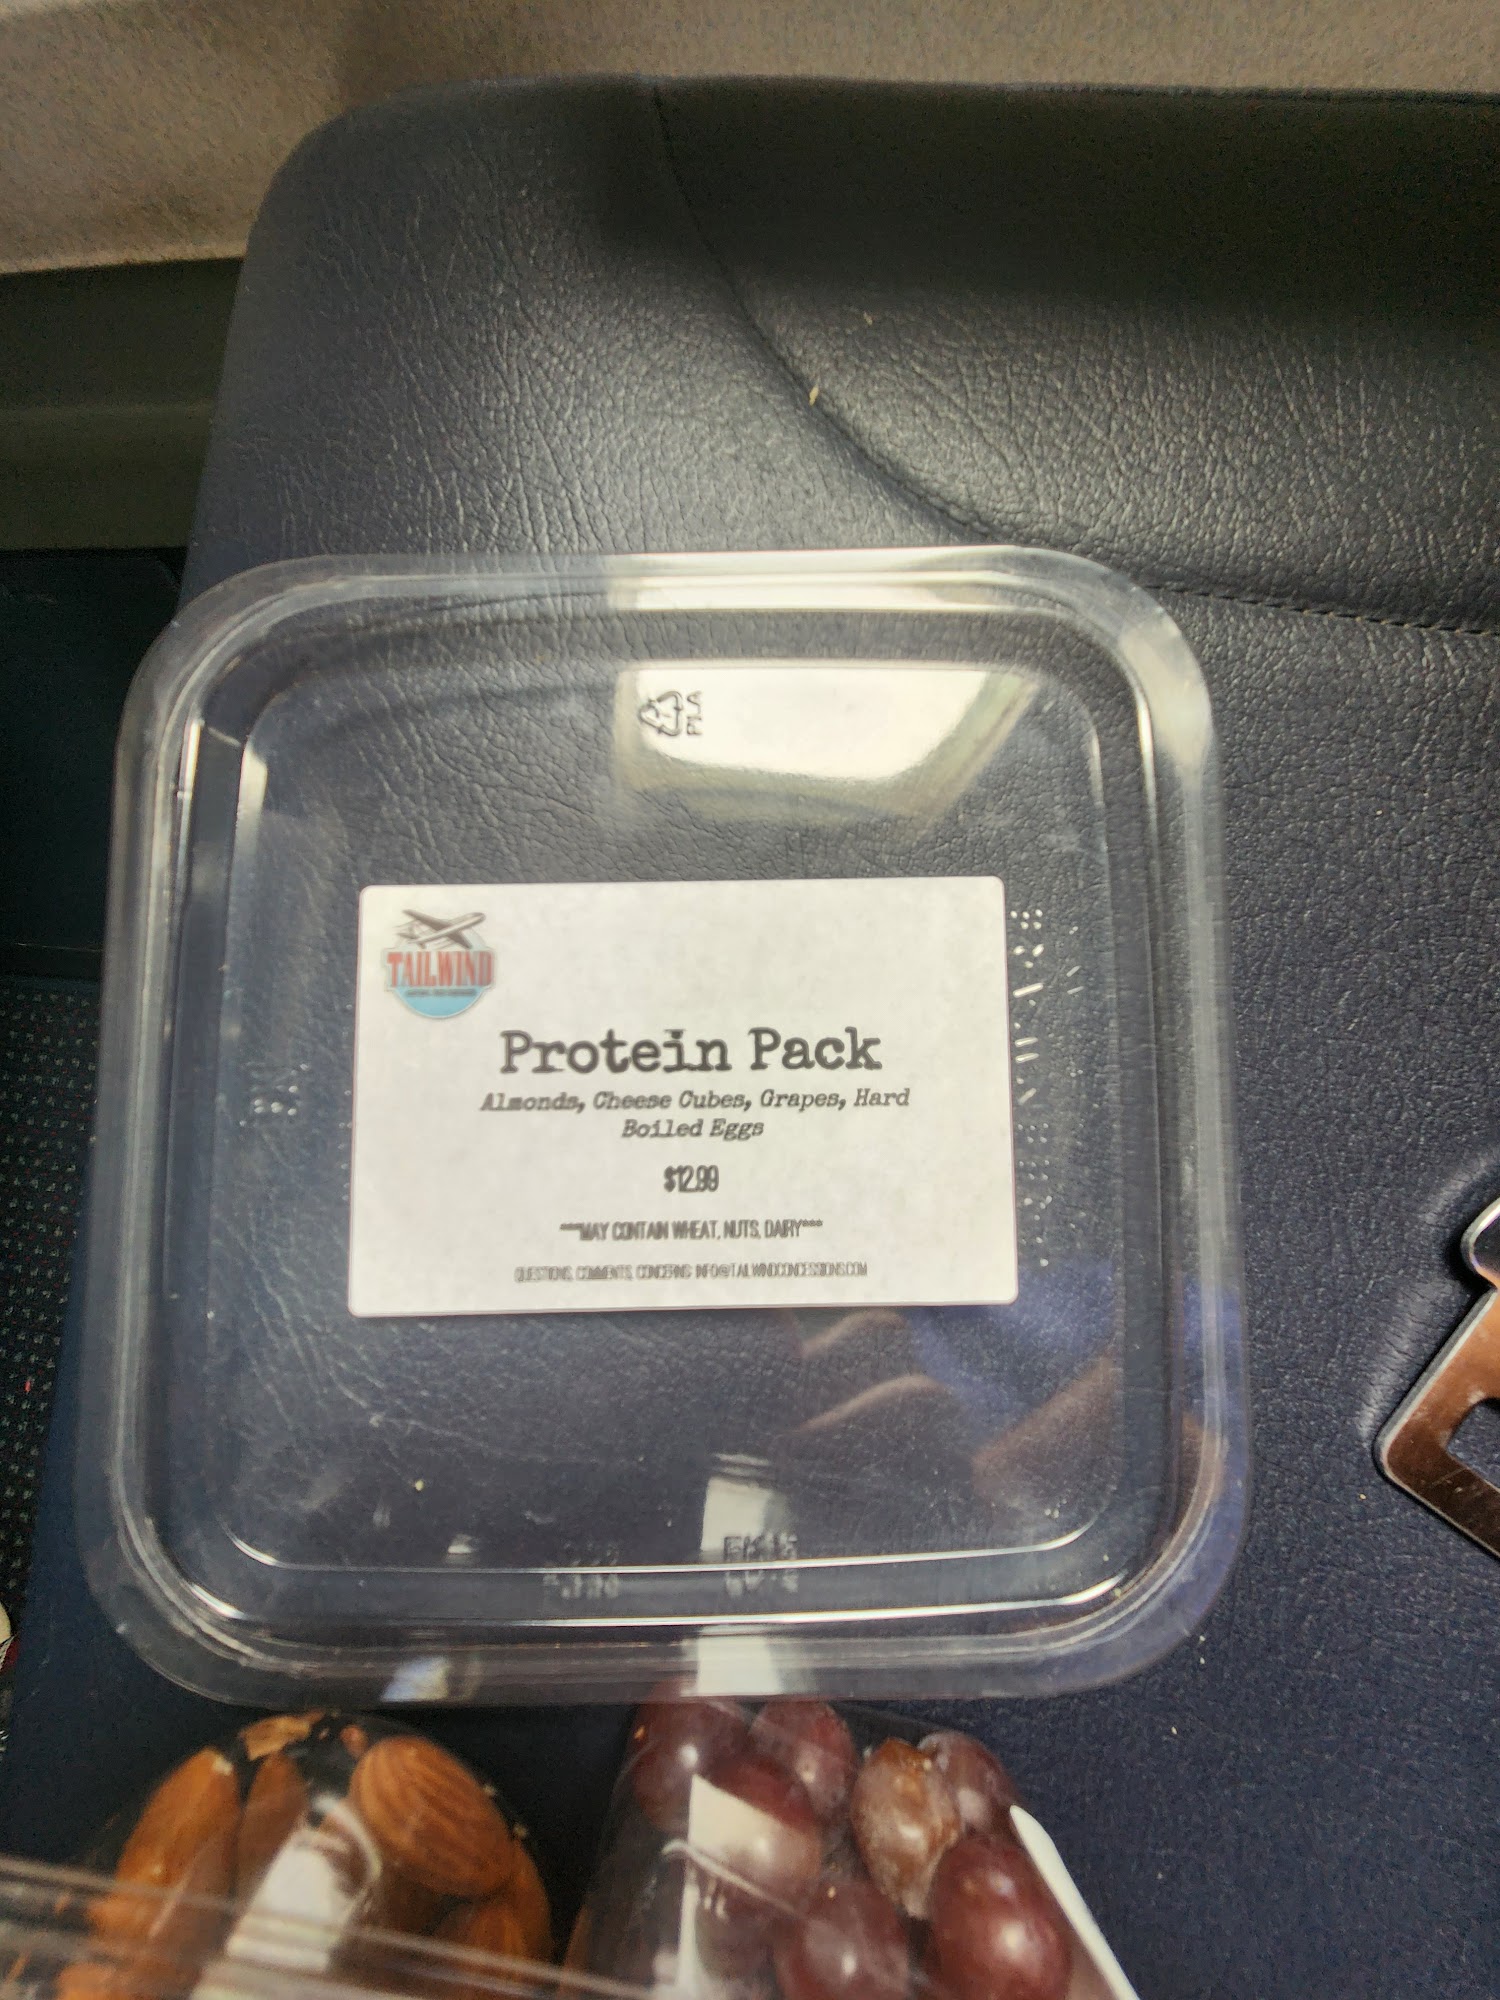 PLA
TAILWIND
Protein Pack
Almonds, Cheese Cubes, Grapes, Hard
Boiled Eggs
$12.99
***MAY CONTAIN WHEAT, NUTS, DAIRY***
QUESTIONS, COMMENTS, CONCERNS: INFO@TAILWINDCONCESSIONS.COM